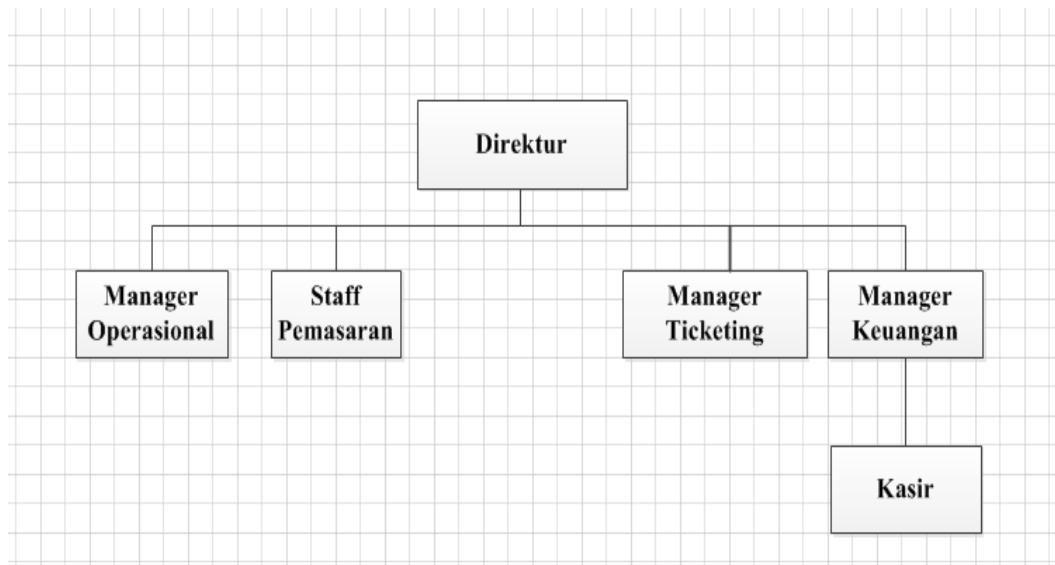 Direktur
Manager
Operasional
Staff
Pemasaran
Manager
Ticketing
Manager
Keuangan
Kasir